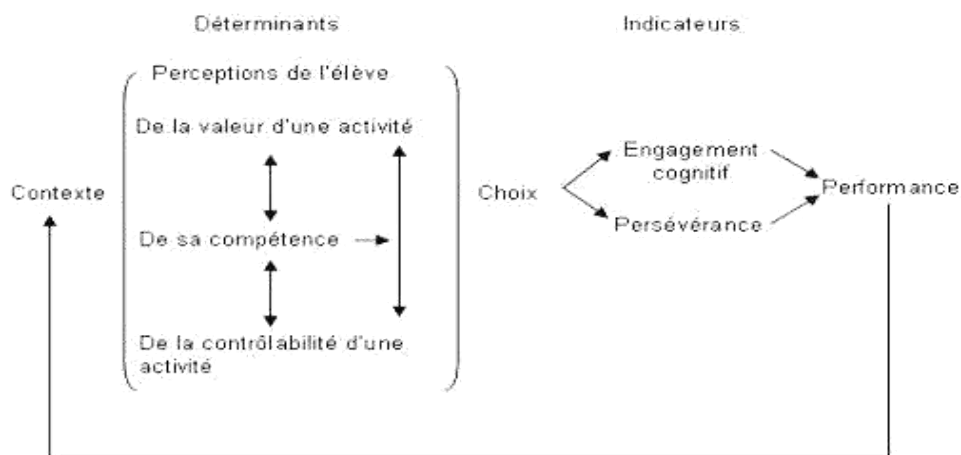 Déterminants
Indicateurs
Perceptions de l'élève
De la valeur d'une activité
Contexte
De sa compétence
De la contrôlabilité d'une
activité
Choix
Engagement
cognitif
Persévérance
Performance